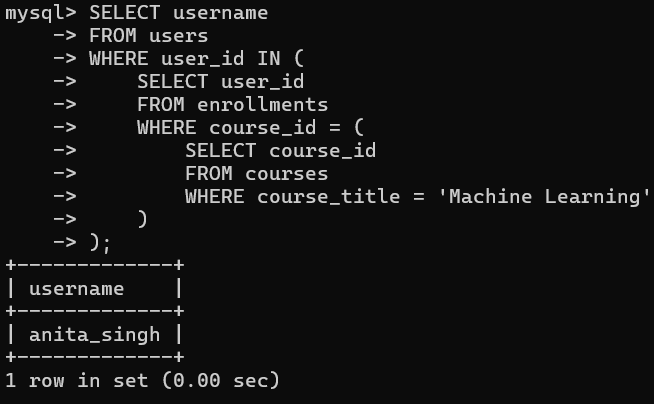 mysql> SELECT username
    -> FROM users
    -> WHERE user_id IN (
    ->     SELECT user_id
    ->     FROM enrollments
    ->     WHERE course_id = (
    ->         SELECT course_id
    ->         FROM courses
    ->         WHERE course_title = 'Machine Learning'
    ->     )
    -> );
+-------------+
| username    |
+-------------+
| anita_singh |
+-------------+
1 row in set (0.00 sec)